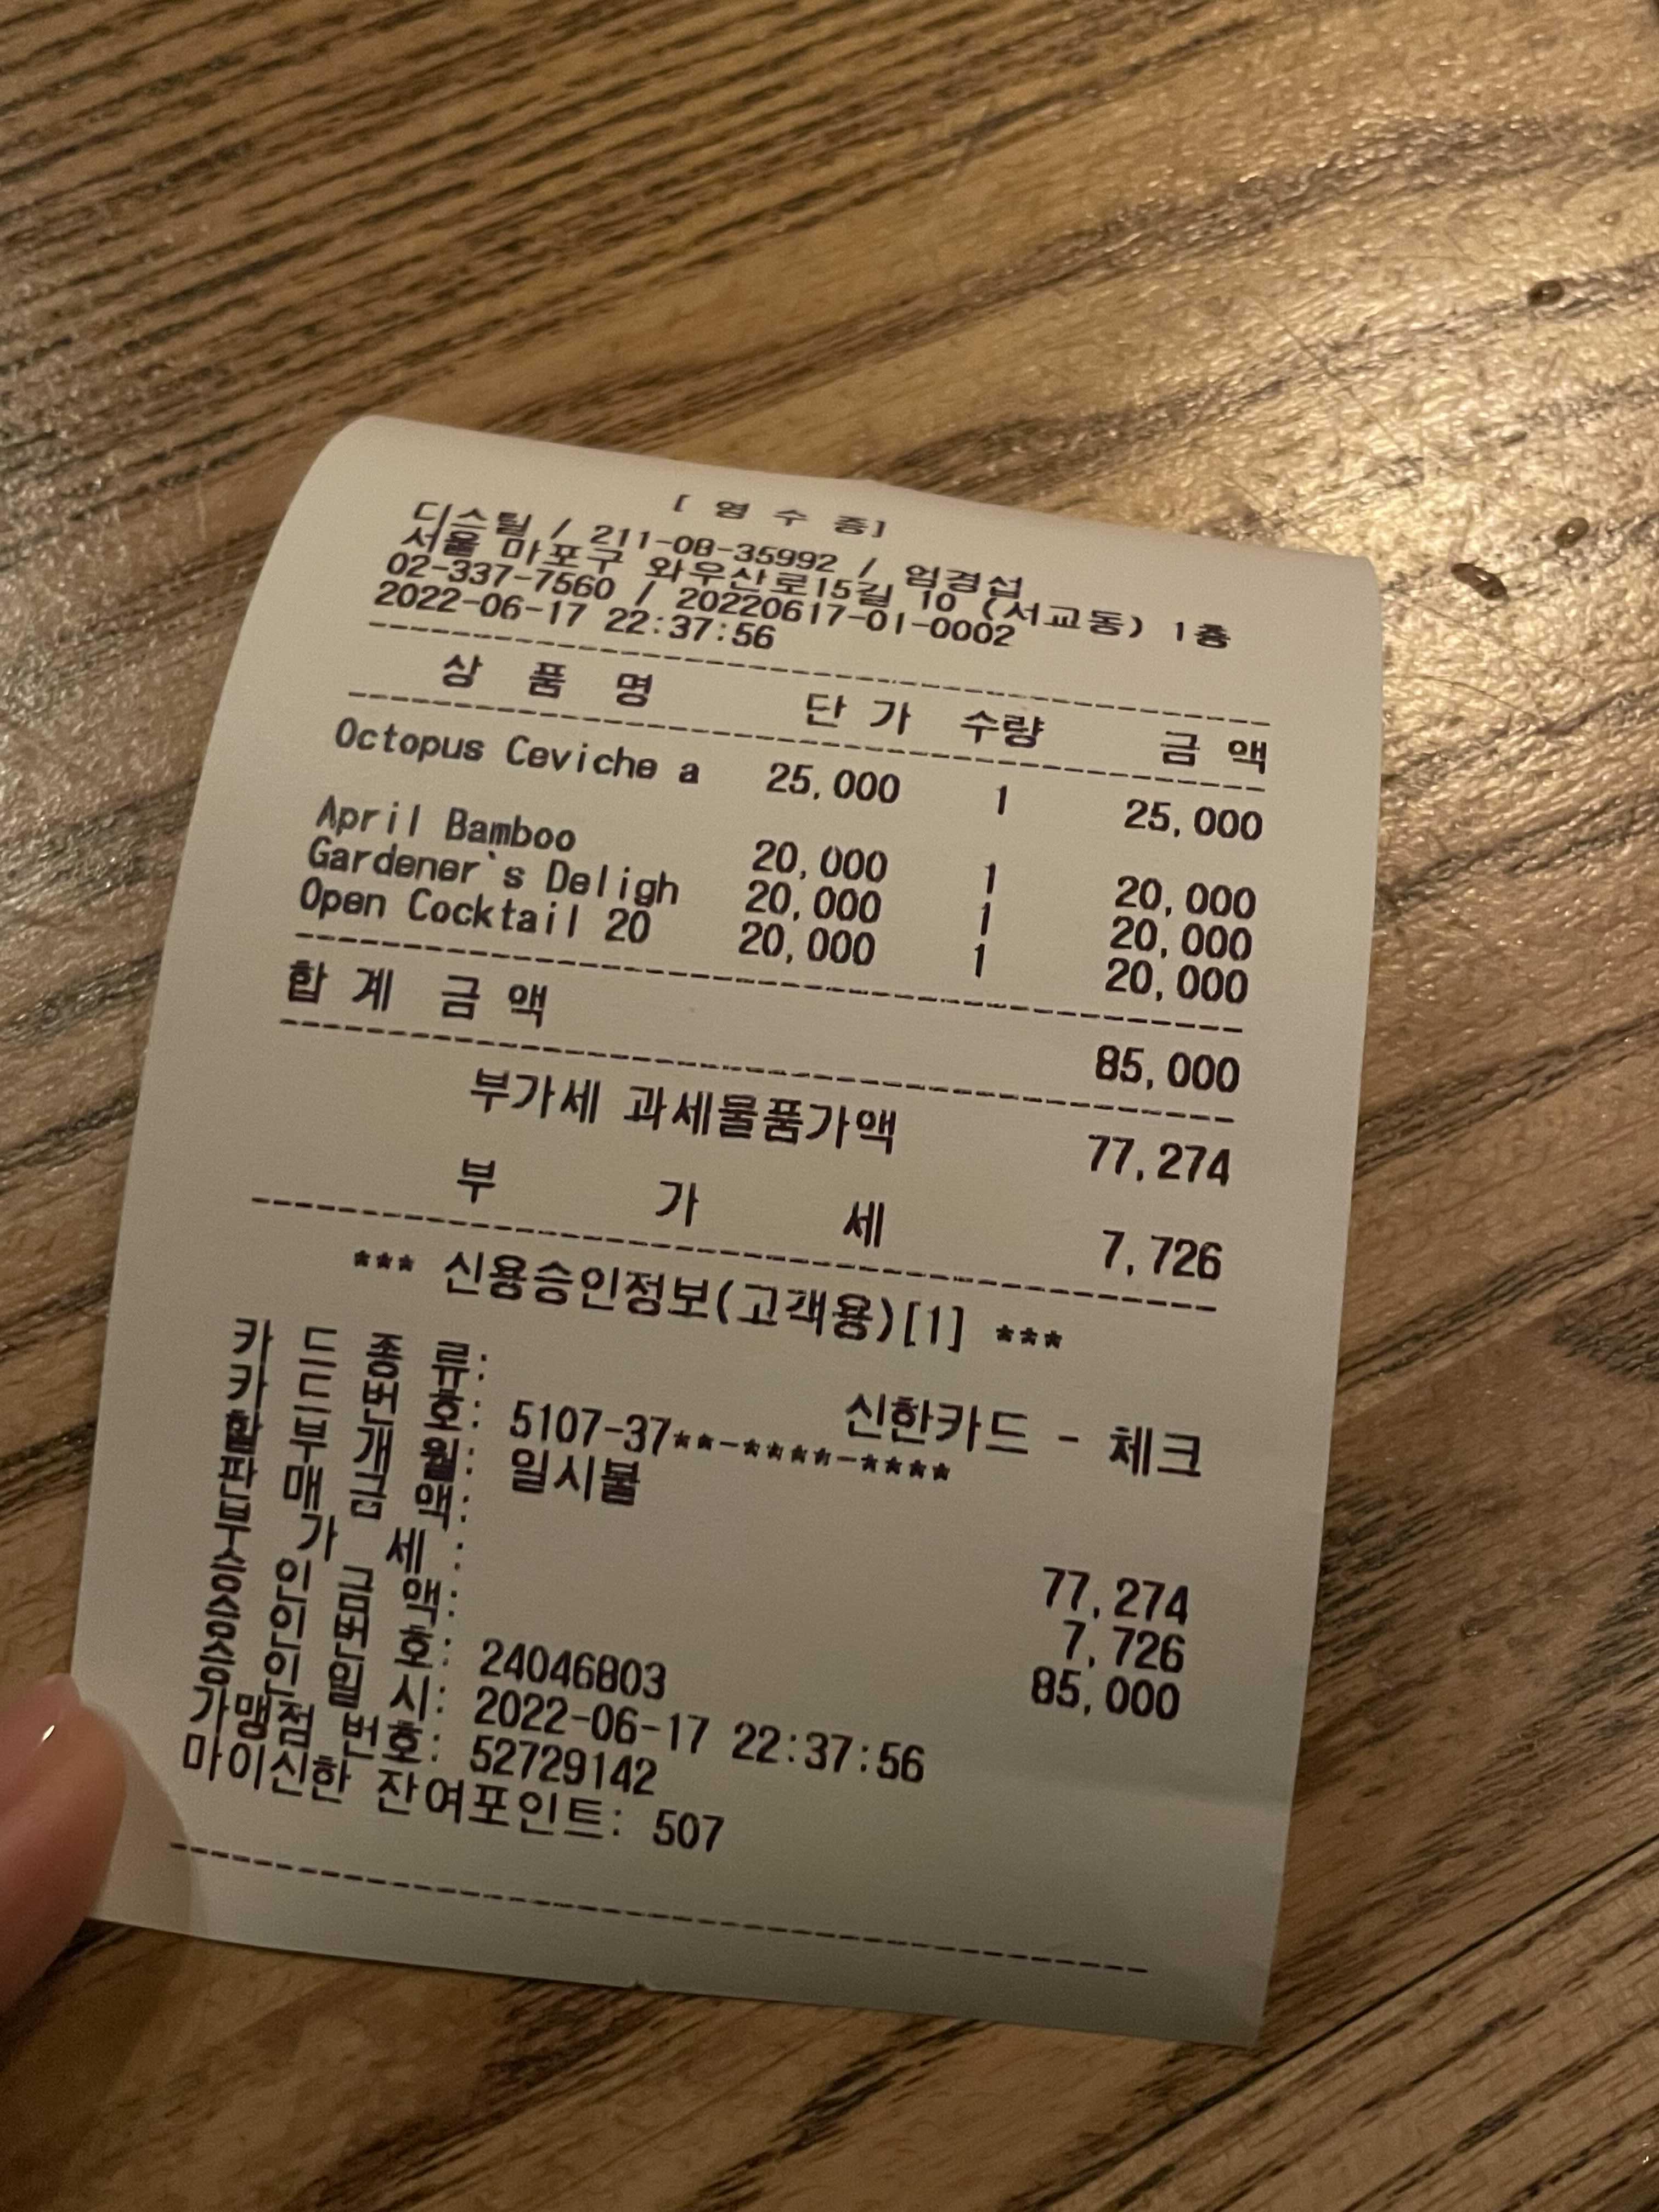 [ 영 수 증]
디스틸 / 211-08-35992 / 엄경섭
서울 마포구 와우산로15길 10 (서교동) 1층
02-337-7560 / 20220617-01-0002
2022-06-17 22:37:56
상 품 명 단 가 수량 금 액
Octopus Ceviche a 25,000 1 25,000
April Bamboo 20,000 1 20,000
Gardener`s Deligh 20,000 1 20,000
Open Cocktail 20 20,000 1 20,000
합 계 금 액 85,000
부가세 과세물품가액 77,274
부 가 세 7,726
*** 신용승인정보(고객용)[1] ***
카 드 종 류: 신한카드 - 체크
카 드 번 호: 5107-37**-****-****
할 부 개 월: 일시불
판 매 금 액: 77,274
부 가 세 : 7,726
승 인 금 액: 85,000
승 인 번 호: 24046803
승 인 일 시: 2022-06-17 22:37:56
가맹점 번호: 52729142
마이신한 잔여포인트: 507